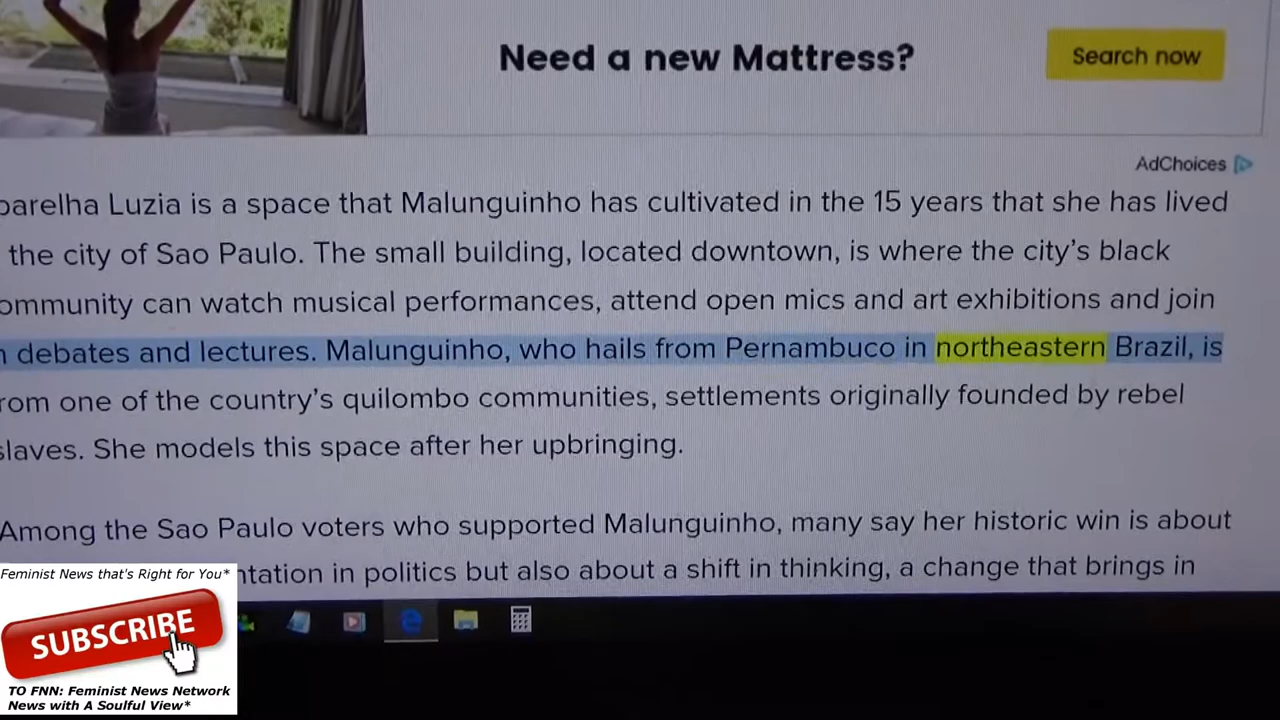 Need a new Mattress?
Search now
AdChoices
parelha Luzia is a space that Malunguinho has cultivated in the 15 years that she has lived
the city of Sao Paulo. The small building, located downtown, is where the city's black
ommunity can watch musical performances, attend open mics and art exhibitions and join
n debates and lectures. Malunguinho, who hails from Pernambuco in northeastern Brazil, is
rom one of the country's quilombo communities, settlements originally founded by rebel
slaves. She models this space after her upbringing.
Among the Sao Paulo voters who supported Malunguinho, many say her historic win is about
ntation in politics but also about a shift in thinking, a change that brings in
Feminist News that's Right for You*
SUBSCRIBE
TO FNN: Feminist News Network
News with A Soulful View*